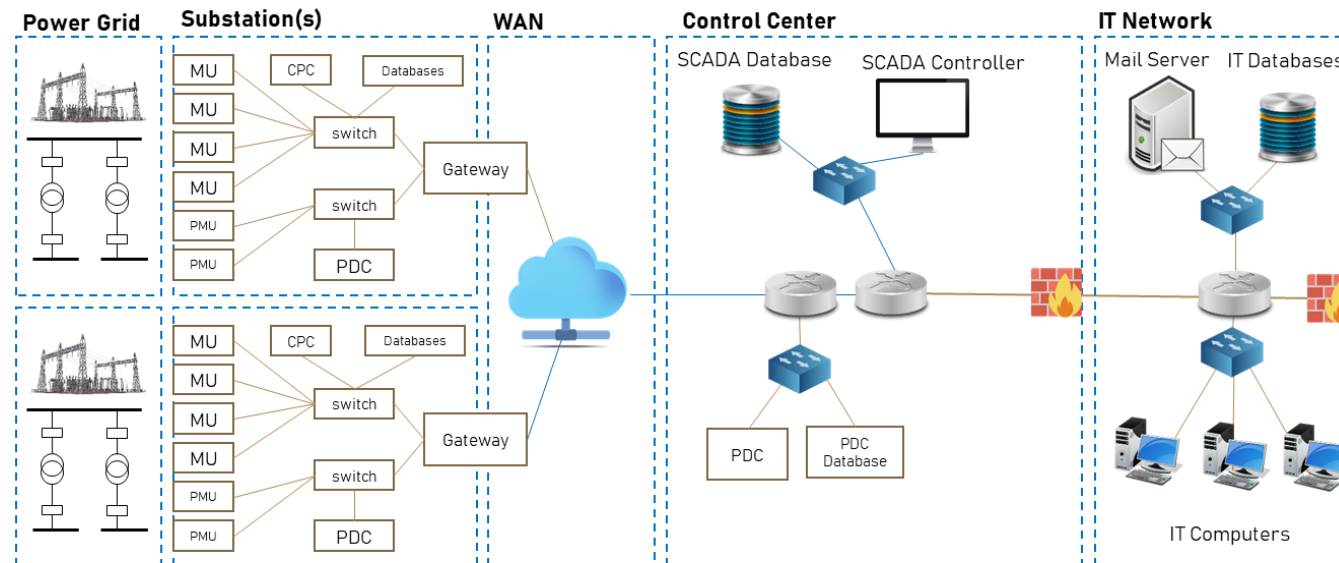 Power Grid
Substation(s)
WAN
Control Center
IT Network
MU
MU
MU
MU
PMU
PMU
CPC
Databases
switch
switch
PDC
Gateway
SCADA Database
SCADA Controller
Mail Server
IT Databases
MU
MU
MU
MU
PMU
PMU
CPC
Databases
switch
switch
PDC
Gateway
PDC
PDC
Database
IT Computers